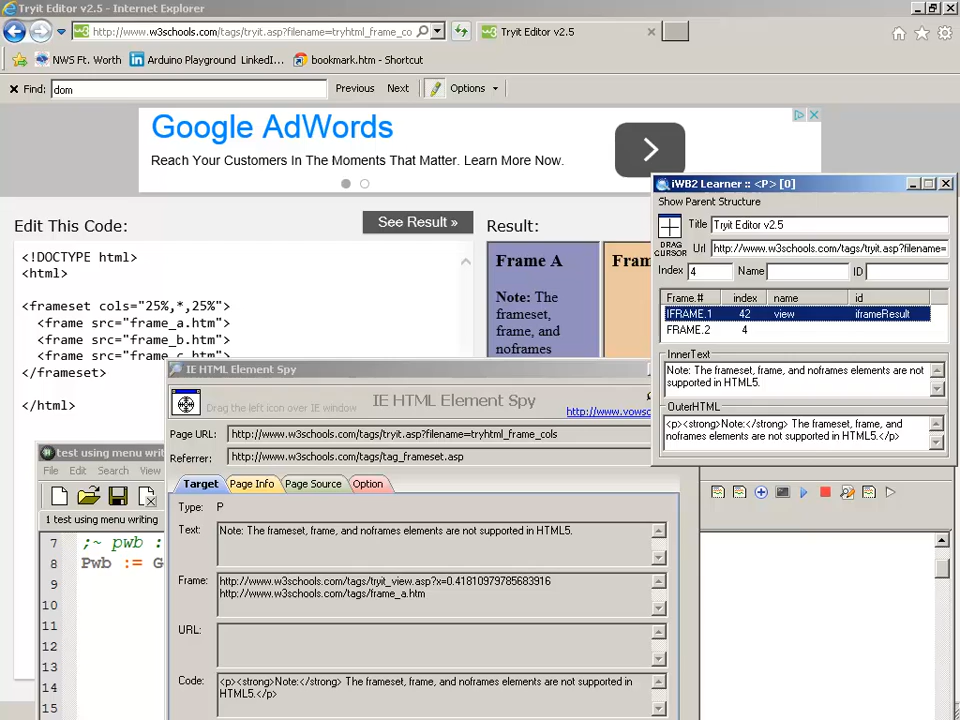 Tryit Editor v2.5 - Internet Explorer
http://www.w3schools.com/tags/tryit.asp?filename=tryhtml_frame_co
Tryit Editor v2.5
NWS Ft. Worth
Arduino Playground
LinkedI...
bookmark.htm - Shortcut
Find: dom
Previous
Next
Options
Google AdWords
Reach Your Customers In The Moments That Matter. Learn More Now.
Edit This Code:
See Result »
Result:
<!DOCTYPE html>
<html>
<frameset cols="25%,*,25%">
<frame src="frame_a.htm">
<frame src="frame_b.htm">
<frame src="frame_c.htm">
</frameset>
</html>
Frame A
Note: The
frameset,
frame, and
noframes
Fram
iWB2 Learner :: <P> [0]
Show Parent Structure
DRAG
CURSOR
Title Tryit Editor v2.5
Url http://www.w3schools.com/tags/tryit.asp?filename=
Index 4 Name ID
Frame.# index name id
IFRAME.1 42 view iframeResult
FRAME.2 4
InnerText
Note: The frameset, frame, and noframes elements are not
supported in HTML5.
OuterHTML
<p><strong>Note:</strong> The frameset, frame, and
noframes elements are not supported in HTML5.</p>
IE HTML Element Spy
Drag the left icon over IE window
IE HTML Element Spy
http://www.vows
Page URL: http://www.w3schools.com/tags/tryit.asp?filename=tryhtml_frame_cols
Referrer: http://www.w3schools.com/tags/tag_frameset.asp
Target
Page Info
Page Source
Option
Type: P
Text: Note: The frameset, frame, and noframes elements are not supported in HTML5.
Frame: http://www.w3schools.com/tags/tryit_view.asp?x=0.41810979785683916
http://www.w3schools.com/tags/frame_a.htm
URL:
Code: <p><strong>Note:</strong> The frameset, frame, and noframes elements are not supported in
HTML5.</p>
test using menu writing
File Edit Search View
1 test using menu writing
7 ;~ pwb :
8 Pwb := G
9
10
11
12
13
14
15